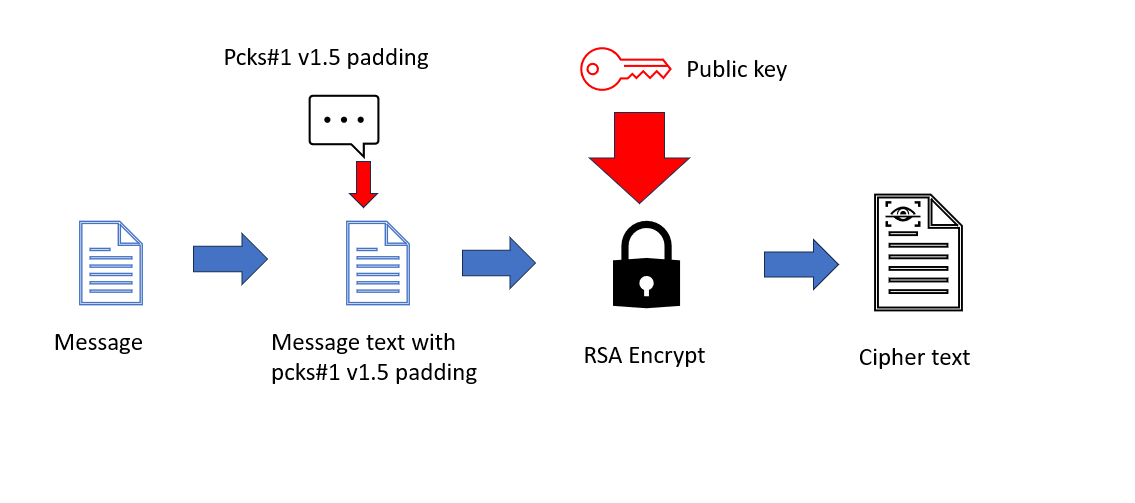 Pcks#1 v1.5 padding
Public key
Message
Message text with
pcks#1 v1.5 padding
RSA Encrypt
Cipher text